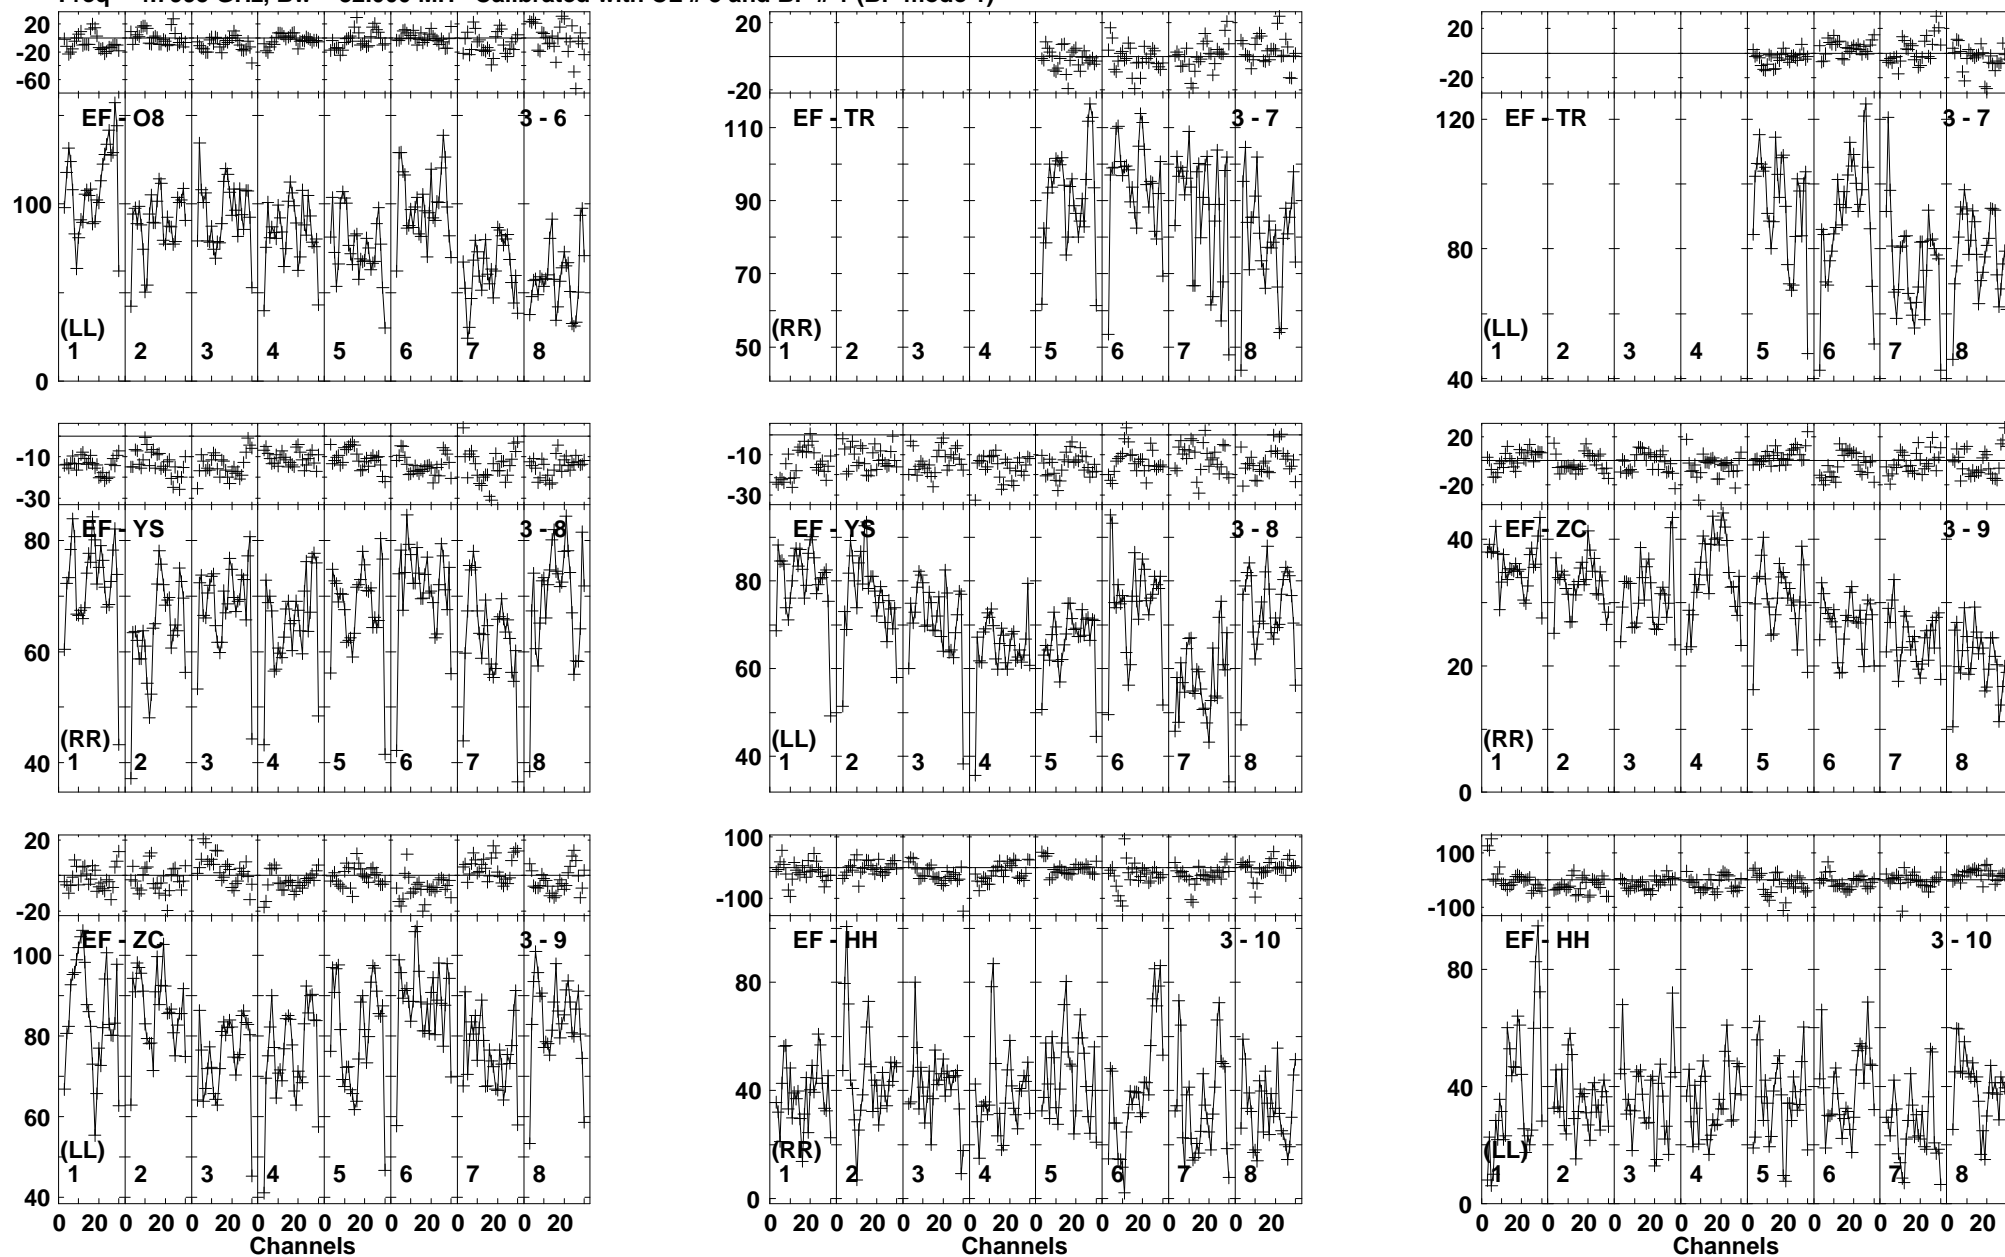 20 20 20
-20 -60 -20 -20
EF - O8 3 - 6 EF - TR 3 - 7 EF - TR 3 - 7
100 110 90 70 50 120 80 40
0
(LL) (RR) (LL)
1 2 3 4 5 6 7 8 1 2 3 4 5 6 7 8 1 2 3 4 5 6 7 8
-10 -30 -10 -30 20 -20
EF - YS 3 - 8 EF - YS 3 - 8 EF - ZC 3 - 9
80 60 40 80 60 40 40 20 0
(RR) (LL) (RR)
1 2 3 4 5 6 7 8 1 2 3 4 5 6 7 8 1 2 3 4 5 6 7 8
20 -20 100 -100 100 -100
EF - ZC 3 - 9 EF - HH 3 - 10 EF - HH 3 - 10
100 80 60 40 80 40 0 80 40 0
(LL) (RR) (LL)
1 2 3 4 5 6 7 8 1 2 3 4 5 6 7 8 1 2 3 4 5 6 7 8
0 20 0 20 0 20 0 20 0 20 0 20 0 20 0 20 0 20 0 20 0 20 0 20 0 20 0 20 0 20 0 20 0 20 0 20 0 20 0 20 0 20 0 20 0 20 0 20
Channels Channels Channels